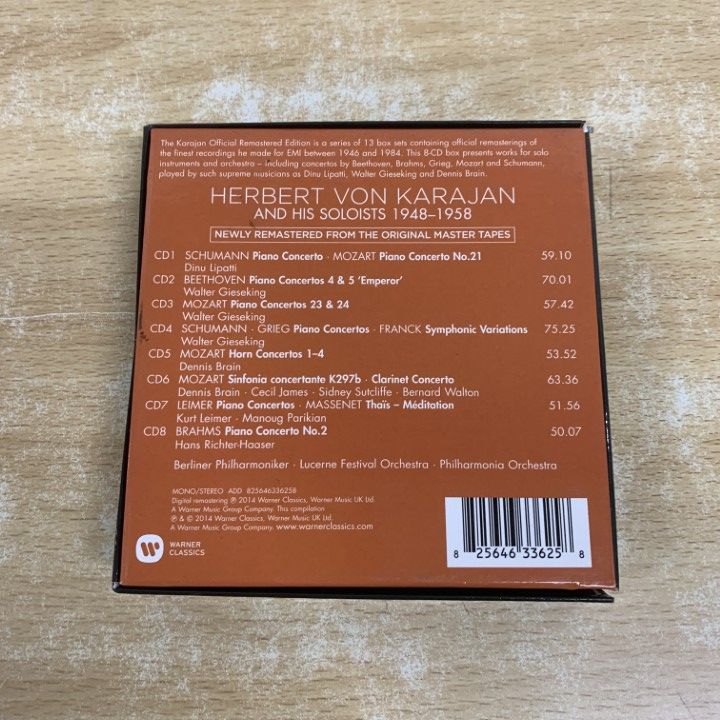 The Karajan Official Remastered Edition is a series of 13 box sets containing official remasterings of
the finest recordings he made for EMI between 1946 and 1984. This 8-CD box presents works for solo
instruments and orchestra – including concertos by Beethoven, Brahms, Grieg, Mozart and Schumann,
played by such supreme musicians as Dinu Lipatti, Walter Gieseking and Dennis Brain.
HERBERT VON KARAJAN
AND HIS SOLOISTS 1948–1958
NEWLY REMASTERED FROM THE ORIGINAL MASTER TAPES
CD1 SCHUMANN Piano Concerto · MOZART Piano Concerto No.21 59.10
Dinu Lipatti
CD2 BEETHOVEN Piano Concertos 4 & 5 'Emperor' 70.01
Walter Gieseking
CD3 MOZART Piano Concertos 23 & 24 57.42
Walter Gieseking
CD4 SCHUMANN · GRIEG Piano Concertos · FRANCK Symphonic Variations 75.25
Walter Gieseking
CD5 MOZART Horn Concertos 1–4 53.52
Dennis Brain
CD6 MOZART Sinfonia concertante K297b · Clarinet Concerto 63.36
Dennis Brain · Cecil James · Sidney Sutcliffe · Bernard Walton
CD7 LEIMER Piano Concertos · MASSENET Thaïs – Méditation 51.56
Kurt Leimer · Manoug Parikian
CD8 BRAHMS Piano Concerto No.2 50.07
Hans Richter-Haaser
Berliner Philharmoniker · Lucerne Festival Orchestra · Philharmonia Orchestra
MONO/STEREO ADD 825646336258
Digital remastering ℗ 2014 Warner Classics, Warner Music UK Ltd.
A Warner Music Group Company. This compilation
℗ & © 2014 Warner Classics, Warner Music UK Ltd.
A Warner Music Group Company. www.warnerclassics.com
WARNER
CLASSICS
8 25646 33625 8